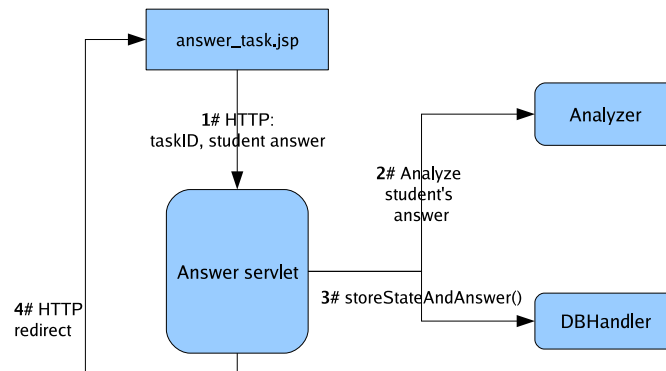 answer_task.jsp
1# HTTP:
taskID, student answer
Analyzer
2# Analyze
student's
answer
Answer servlet
3# storeStateAndAnswer()
4# HTTP
redirect
DBHandler